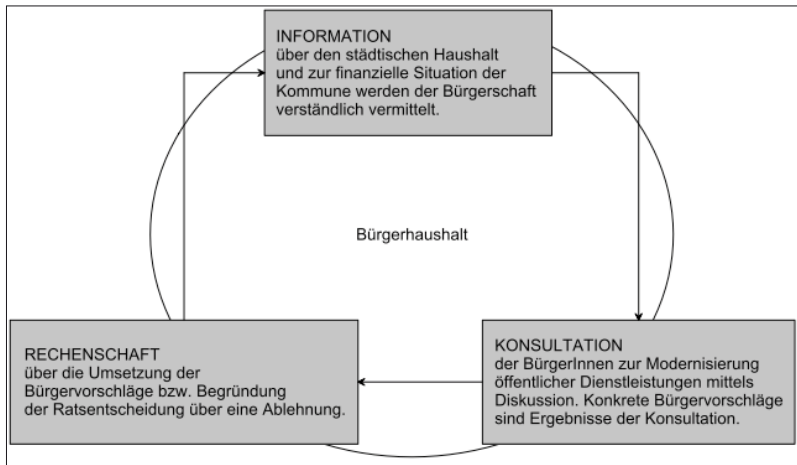 INFORMATION
über den städtischen Haushalt
und zur finanzielle Situation der
Kommune werden der Bürgerschaft
verständlich vermittelt.
Bürgerhaushalt
RECHENSCHAFT
über die Umsetzung der
Bürgervorschläge bzw. Begründung
der Ratsentscheidung über eine Ablehnung.
KONSULTATION
der BürgerInnen zur Modernisierung
öffentlicher Dienstleistungen mittels
Diskussion. Konkrete Bürgervorschläge
sind Ergebnisse der Konsultation.